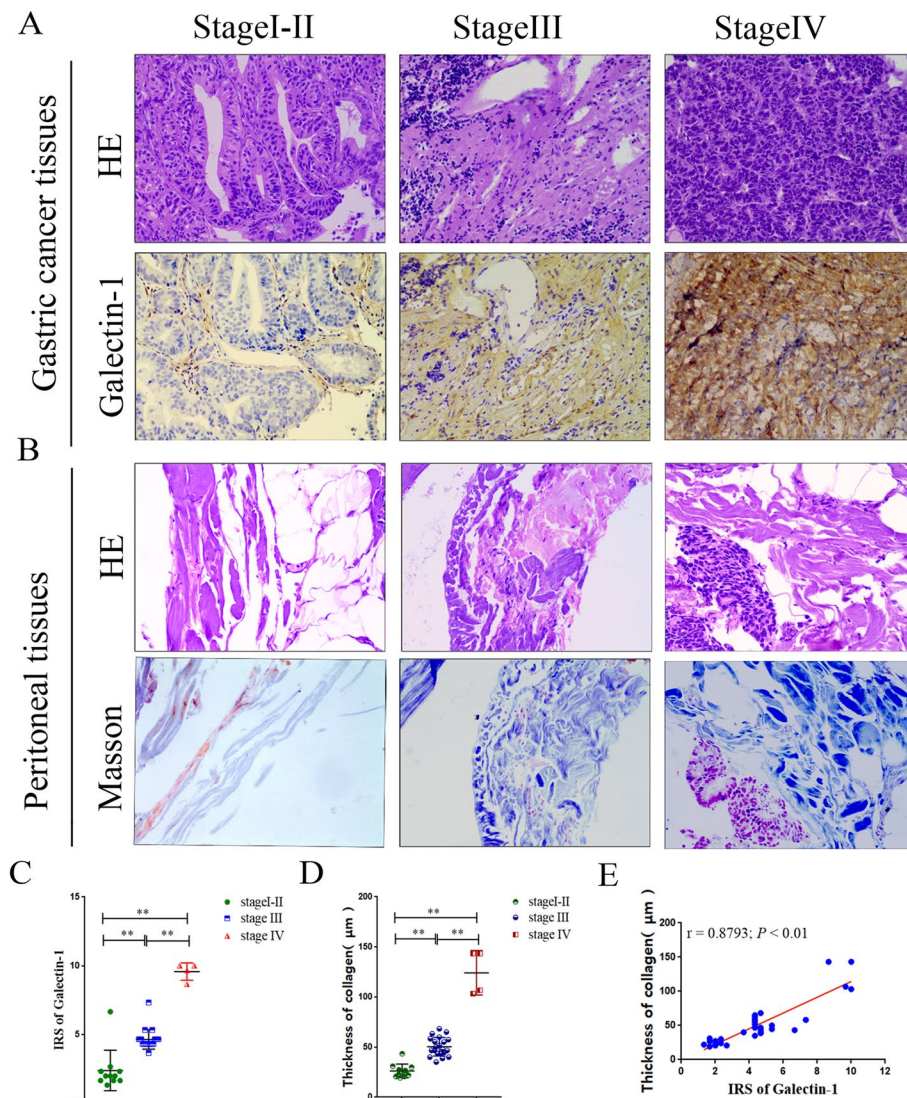 A
StageI-II
StageIII
StageIV
Gastric cancer tissues
HE
Galectin-1
B
Peritoneal tissues
HE
Masson
C
IRS of Galectin-1
15
10
5
**
**
**
stageI-II
stage III
stage IV
D
Thickness of collagen( μm)
200
150
100
50
0
**
**
**
stageI-II
stage III
stage IV
E
Thickness of collagen( μm)
200
150
100
50
0
r = 0.8793; P < 0.01
0 2 4 6 8 10 12
IRS of Galectin-1